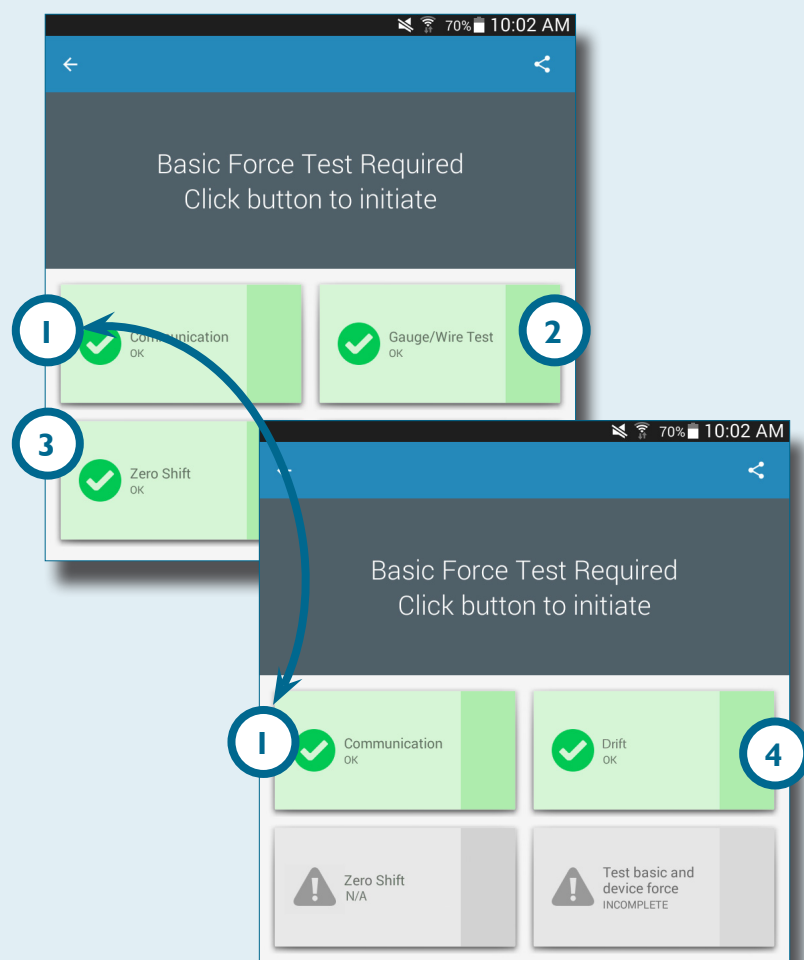 70% 10:02 AM
Basic Force Test Required
Click button to initiate
1
Communication
OK
Gauge/Wire Test
OK
2
3
Zero Shift
OK
70% 10:02 AM
Basic Force Test Required
Click button to initiate
1
Communication
OK
Drift
OK
4
Zero Shift
N/A
Test basic and
device force
INCOMPLETE